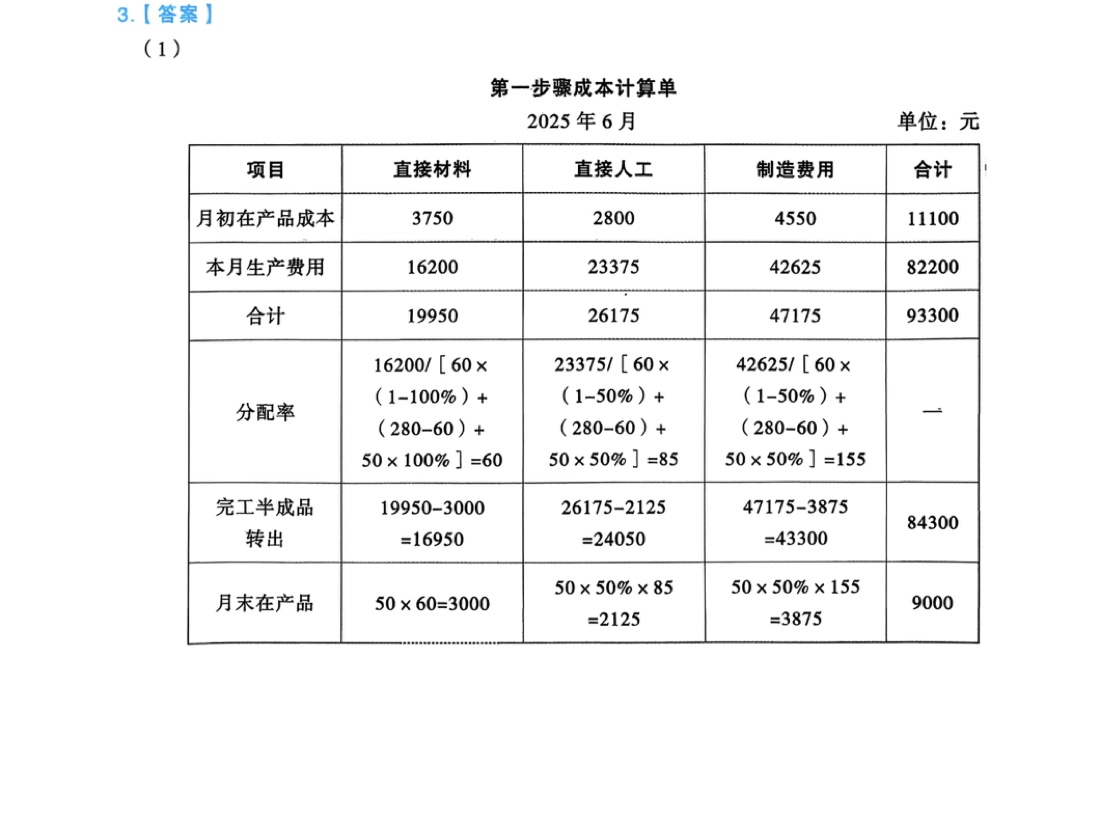 3.【答案】
（1）
第一步骤成本计算单
2025 年 6 月 单位：元
项目 直接材料 直接人工 制造费用 合计
月初在产品成本 3750 2800 4550 11100
本月生产费用 16200 23375 42625 82200
合计 19950 26175 47175 93300
分配率 16200/［60×（1-100%）+（280-60）+50×100%］=60 23375/［60×（1-50%）+（280-60）+50×50%］=85 42625/［60×（1-50%）+（280-60）+50×50%］=155 —
完工半成品转出 19950-3000=16950 26175-2125=24050 47175-3875=43300 84300
月末在产品 50×60=3000 50×50%×85=2125 50×50%×155=3875 9000